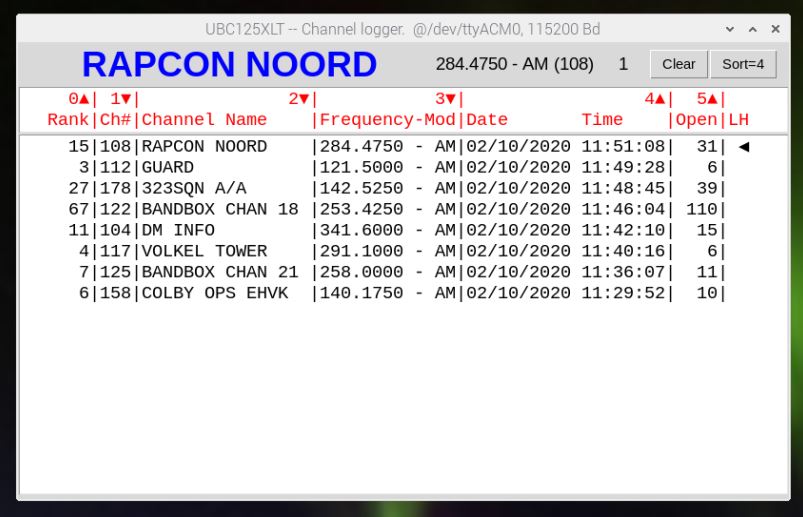 UBC125XLT -- Channel logger. @/dev/ttyACM0, 115200 Bd
RAPCON NOORD 284.4750 - AM (108) 1 Clear Sort=4
0▲| 1▼| 2▼| 3▼| 4▲| 5▲|
Rank|Ch#|Channel Name |Frequency-Mod|Date Time |Open|LH
15|108|RAPCON NOORD |284.4750 - AM|02/10/2020 11:51:08| 31| ◄
3|112|GUARD |121.5000 - AM|02/10/2020 11:49:28| 6|
27|178|323SQN A/A |142.5250 - AM|02/10/2020 11:48:45| 39|
67|122|BANDBOX CHAN 18 |253.4250 - AM|02/10/2020 11:46:04| 110|
11|104|DM INFO |341.6000 - AM|02/10/2020 11:42:10| 15|
4|117|VOLKEL TOWER |291.1000 - AM|02/10/2020 11:40:16| 6|
7|125|BANDBOX CHAN 21 |258.0000 - AM|02/10/2020 11:36:07| 11|
6|158|COLBY OPS EHVK |140.1750 - AM|02/10/2020 11:29:52| 10|